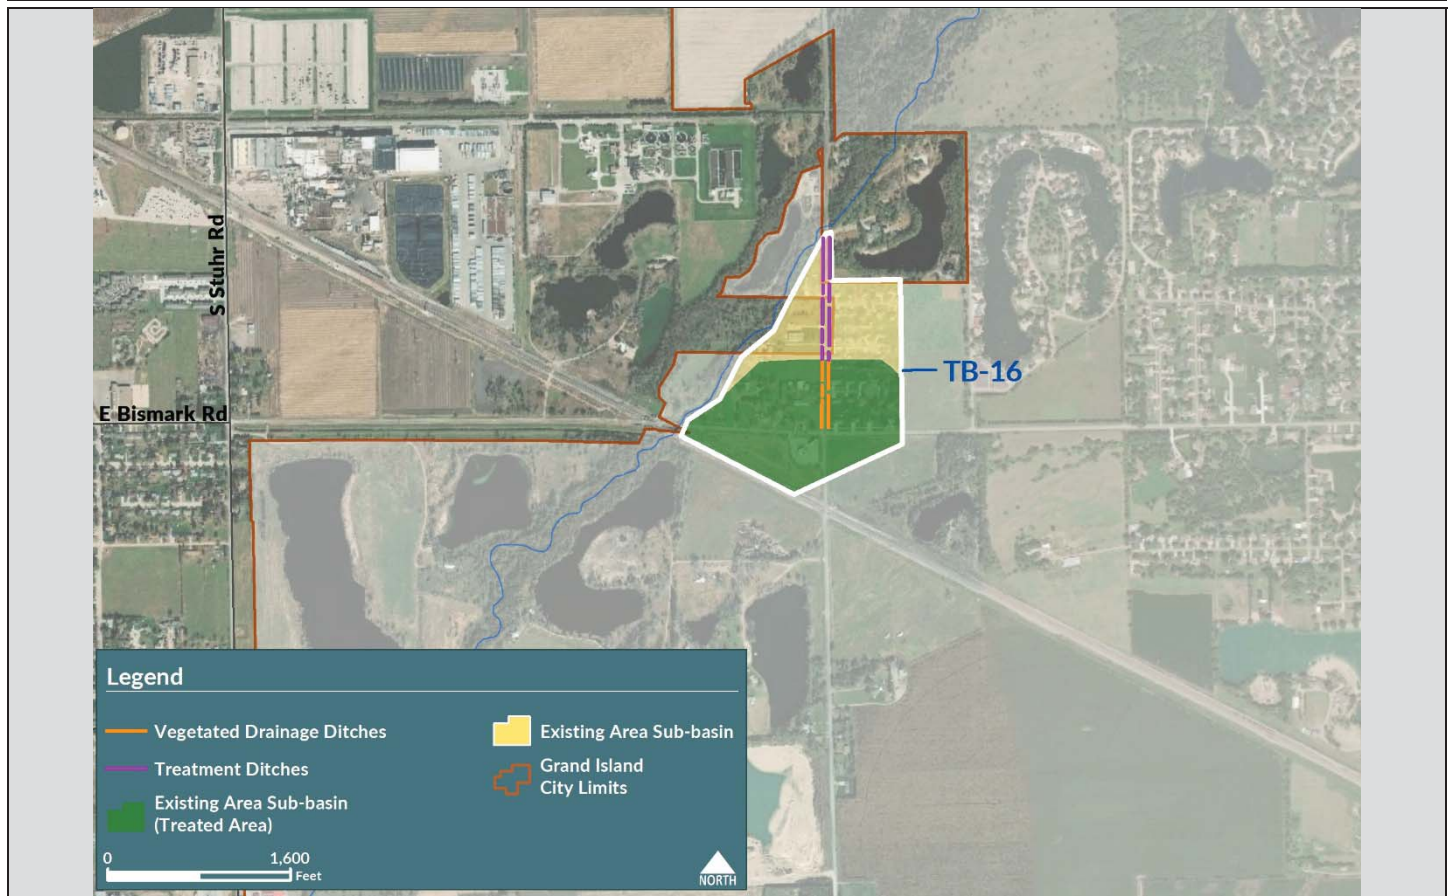 S Stuhr Rd
TB-16
E Bismark Rd
Legend
Vegetated Drainage Ditches
Treatment Ditches
Existing Area Sub-basin
(Treated Area)
Existing Area Sub-basin
Grand Island
City Limits
0 1,600
Feet
NORTH